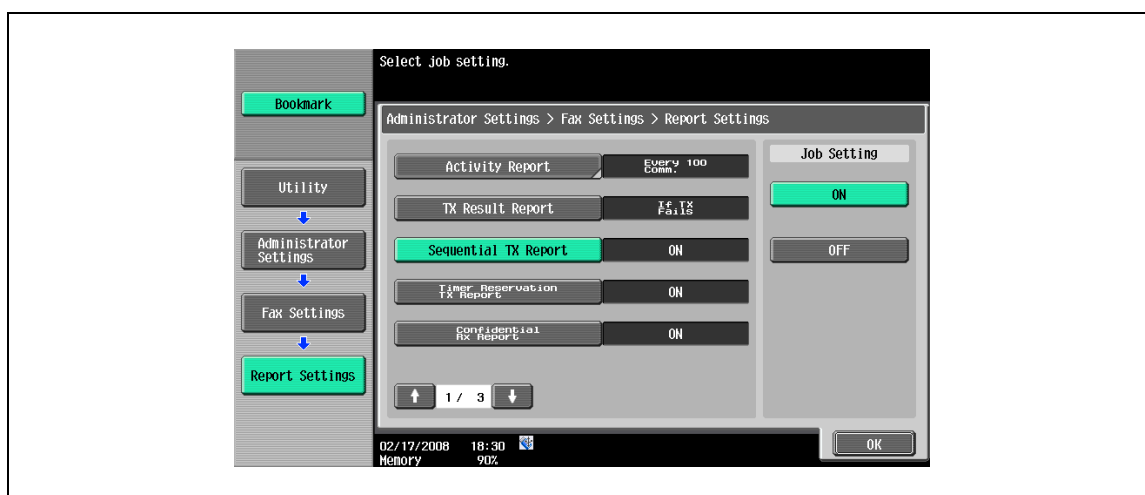 Select job setting.
Bookmark
Administrator Settings > Fax Settings > Report Settings
Utility
Administrator
Settings
Fax Settings
Report Settings
Activity Report
Every 100
Comm.
TX Result Report
If TX
Fails
Sequential TX Report
ON
Timer Reservation
TX Report
ON
Confidential
Rx Report
ON
1/ 3
Job Setting
ON
OFF
02/17/2008 18:30
Memory 90%
OK